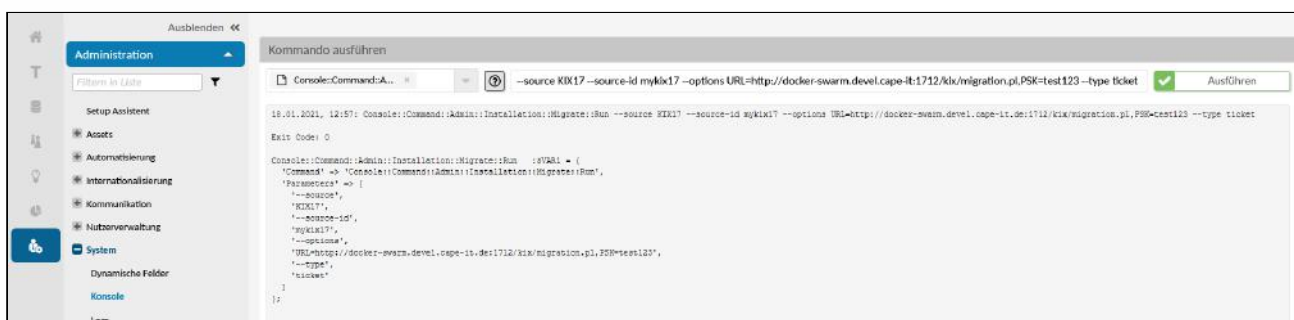 Ausblenden
Administration
Filtern in Liste
Setup Assistent
Assets
Automatisierung
Internationalisierung
Kommunikation
Nutzerverwaltung
System
Dynamische Felder
Konsole
Kommando ausführen
Console::Command::A...
--source KIX17 --source-id mykix17 --options URL=http://docker-swarm.devel.cape-it:1712/kix/migration.pl,PSK=test123 --type ticket
Ausführen
18.01.2021, 12:57: Console::Command::Admin::Installation::Migrate::Run --source KIX17 --source-id mykix17 --options URL=http://docker-swarm.devel.cape-it.de:1712/kix/migration.pl,PSK=test123 --type ticket
Exit Code: 0
Console::Command::Admin::Installation::Migrate::Run :$VAR1 = {
'Command' => 'Console::Command::Admin::Installation::Migrate::Run',
'Parameters' => [
'--source',
'KIX17',
'--source-id',
'mykix17',
'--options',
'URL=http://docker-swarm.devel.cape-it.de:1712/kix/migration.pl,PSK=test123',
'--type',
'ticket'
]
};